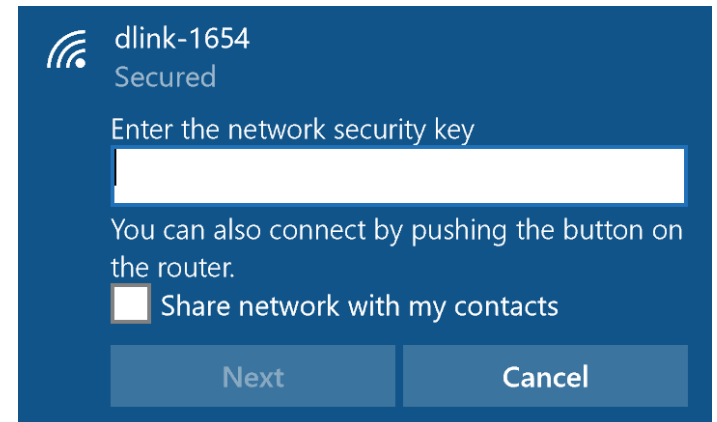 dlink-1654
Secured
Enter the network security key
You can also connect by pushing the button on
the router.
Share network with my contacts
Next
Cancel